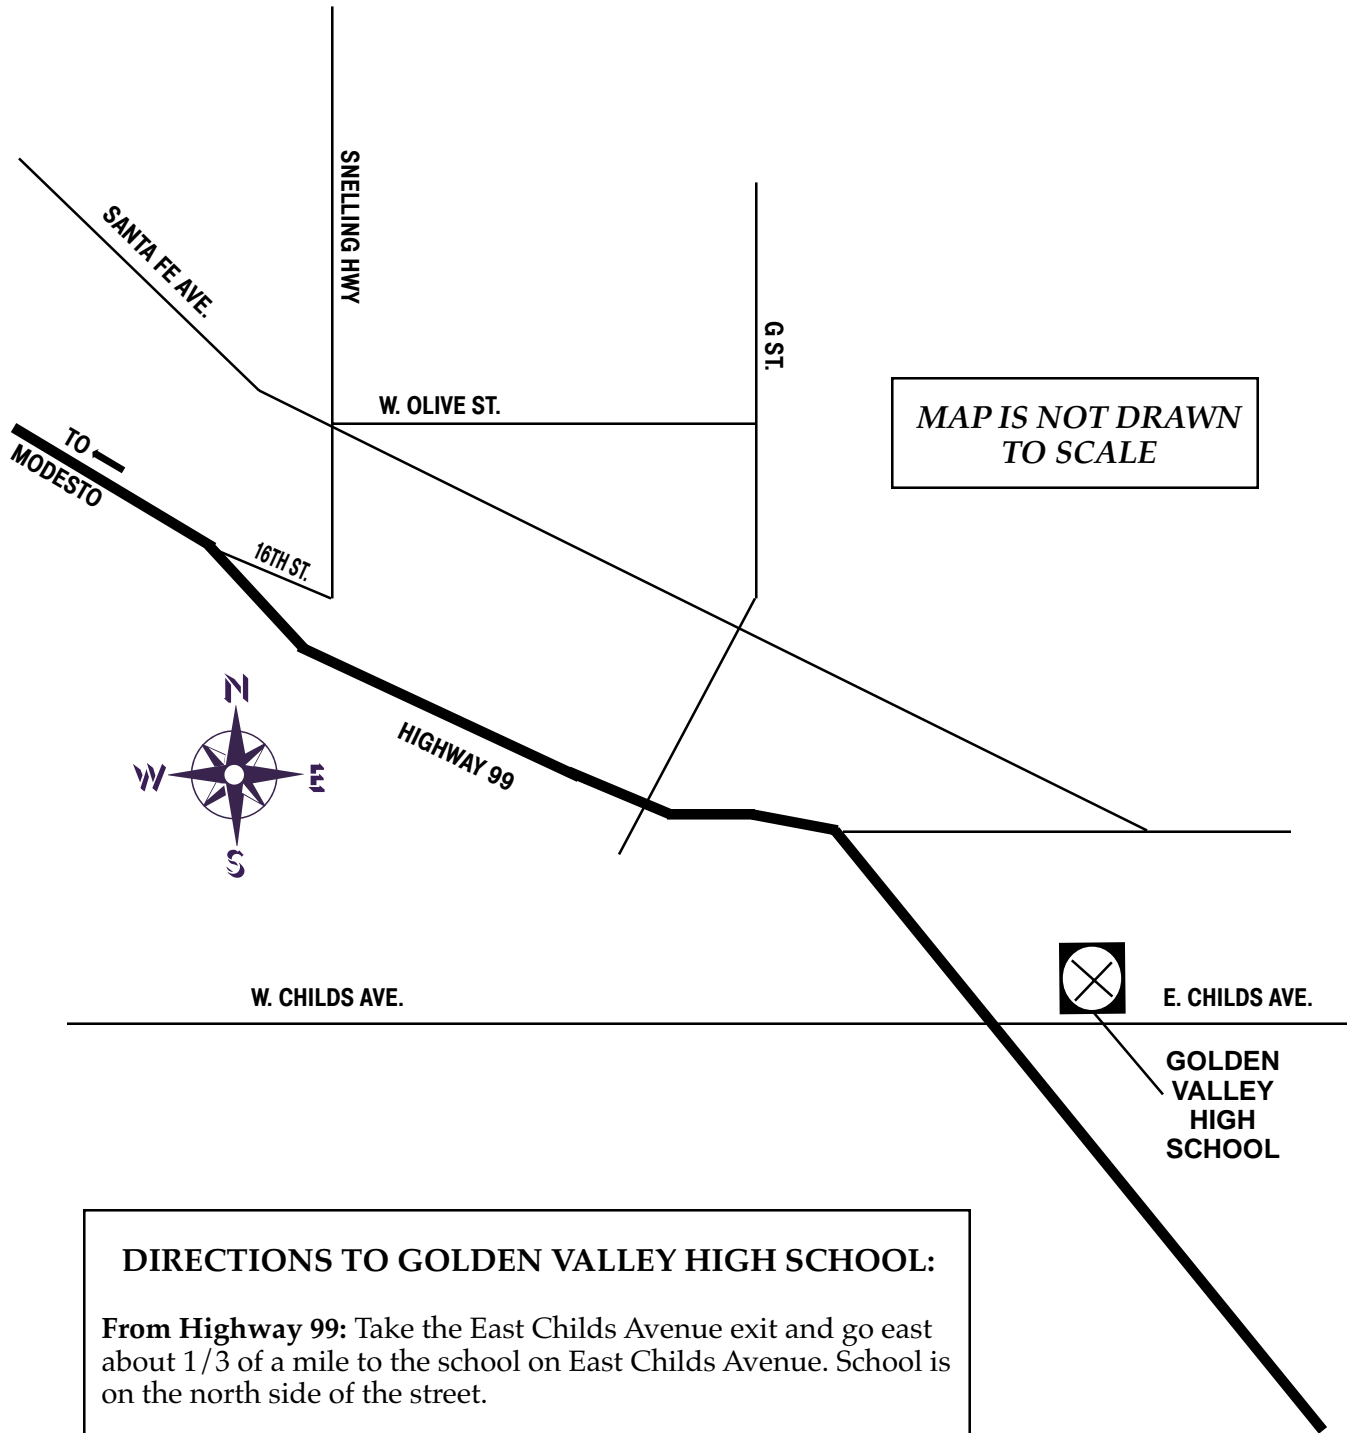 SNELLING HWY
SANTA FE AVE.
G ST.
W. OLIVE ST.
MAP IS NOT DRAWN
TO SCALE
TO
MODESTO
16TH ST.
N
W
E
S
HIGHWAY 99
W. CHILDS AVE.
E. CHILDS AVE.
GOLDEN
VALLEY
HIGH
SCHOOL
DIRECTIONS TO GOLDEN VALLEY HIGH SCHOOL:
From Highway 99: Take the East Childs Avenue exit and go east
about 1/3 of a mile to the school on East Childs Avenue. School is
on the north side of the street.